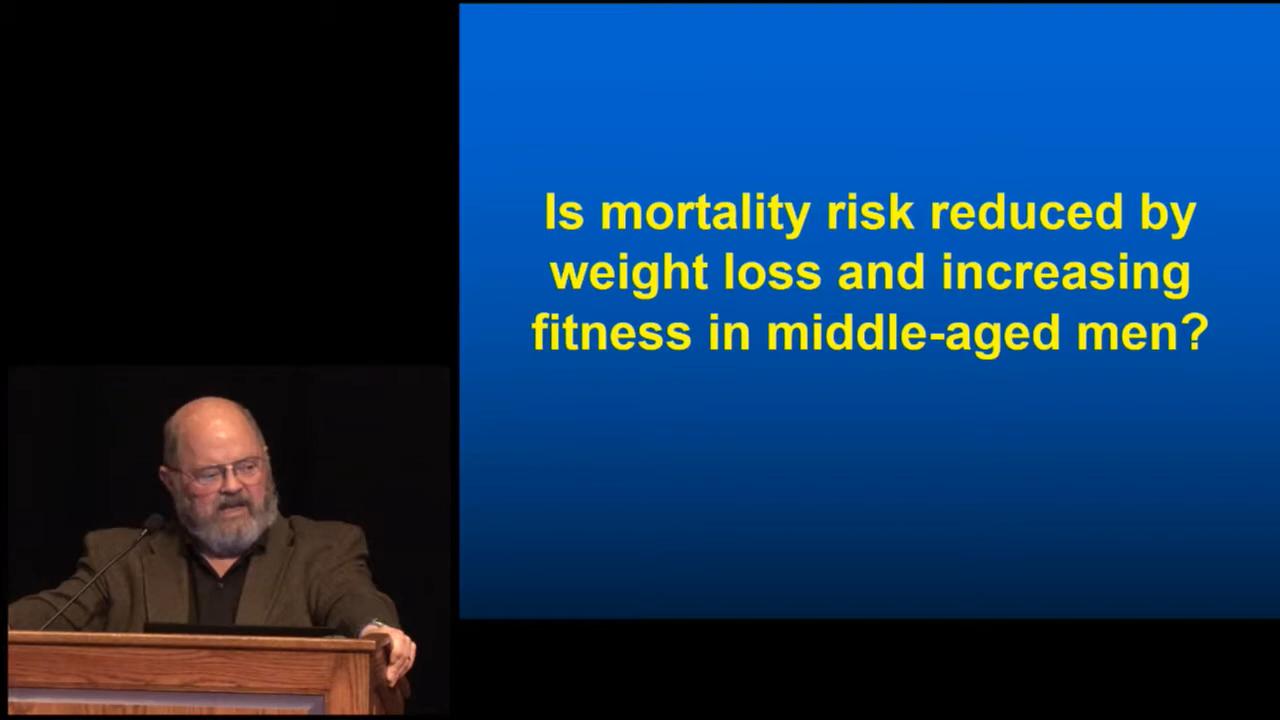 Is mortality risk reduced by
weight loss and increasing
fitness in middle-aged men?